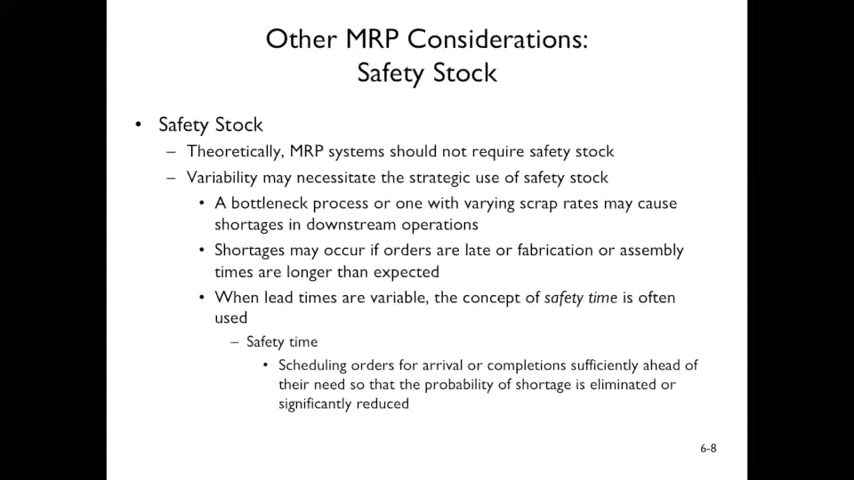 Other MRP Considerations:
Safety Stock
• Safety Stock
– Theoretically, MRP systems should not require safety stock
– Variability may necessitate the strategic use of safety stock
• A bottleneck process or one with varying scrap rates may cause
shortages in downstream operations
• Shortages may occur if orders are late or fabrication or assembly
times are longer than expected
• When lead times are variable, the concept of safety time is often
used
– Safety time
• Scheduling orders for arrival or completions sufficiently ahead of
their need so that the probability of shortage is eliminated or
significantly reduced
6-8